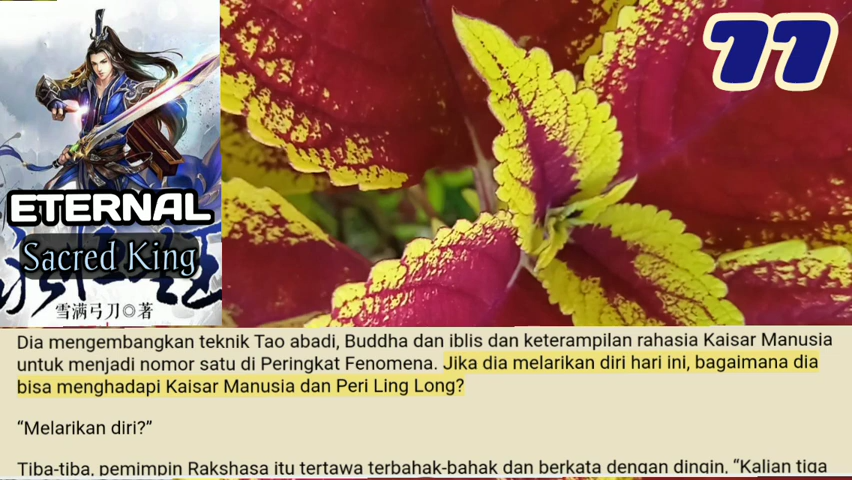 77
ETERNAL
Sacred King
雪满弓刀◎著
Dia mengembangkan teknik Tao abadi, Buddha dan iblis dan keterampilan rahasia Kaisar Manusia
untuk menjadi nomor satu di Peringkat Fenomena. Jika dia melarikan diri hari ini, bagaimana dia
bisa menghadapi Kaisar Manusia dan Peri Ling Long?
“Melarikan diri?”
Tiba-tiba, pemimpin Rakshasa itu tertawa terbahak-bahak dan berkata dengan dingin, “Kalian tiga